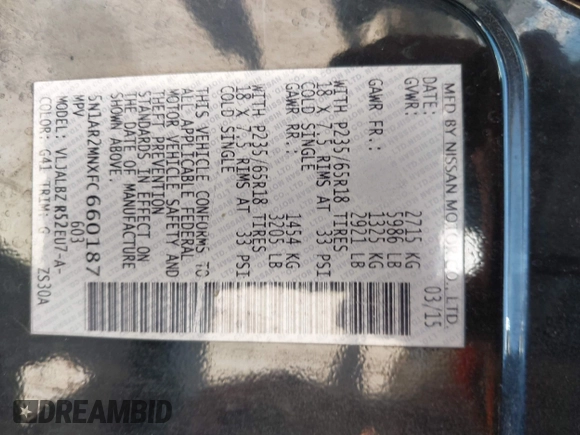 MFD BY NISSAN MOTOR CO., LTD.
DATE: 03/15
GVWR: 2715 KG
5986 LB
GAWR FR.: 1325 KG
2921 LB
WITH P235/65R18 TIRES
18 X 7.5 RIMS AT 33 PSI
COLD SINGLE
GAWR RR.: 1454 KG
3205 LB
WITH P235/65R18 TIRES
18 X 7.5 RIMS AT 33 PSI
COLD SINGLE
THIS VEHICLE CONFORMS TO
ALL APPLICABLE FEDERAL
MOTOR VEHICLE SAFETY AND
THEFT PREVENTION
STANDARDS IN EFFECT ON
THE DATE OF MANUFACTURE
SHOWN ABOVE.
5N1AR2MNXFC660187
MPV 603
MODEL: VLJALBZ R52EU7-A-
COLOR: G41 TRIM: G ZS30A
DREAMBID